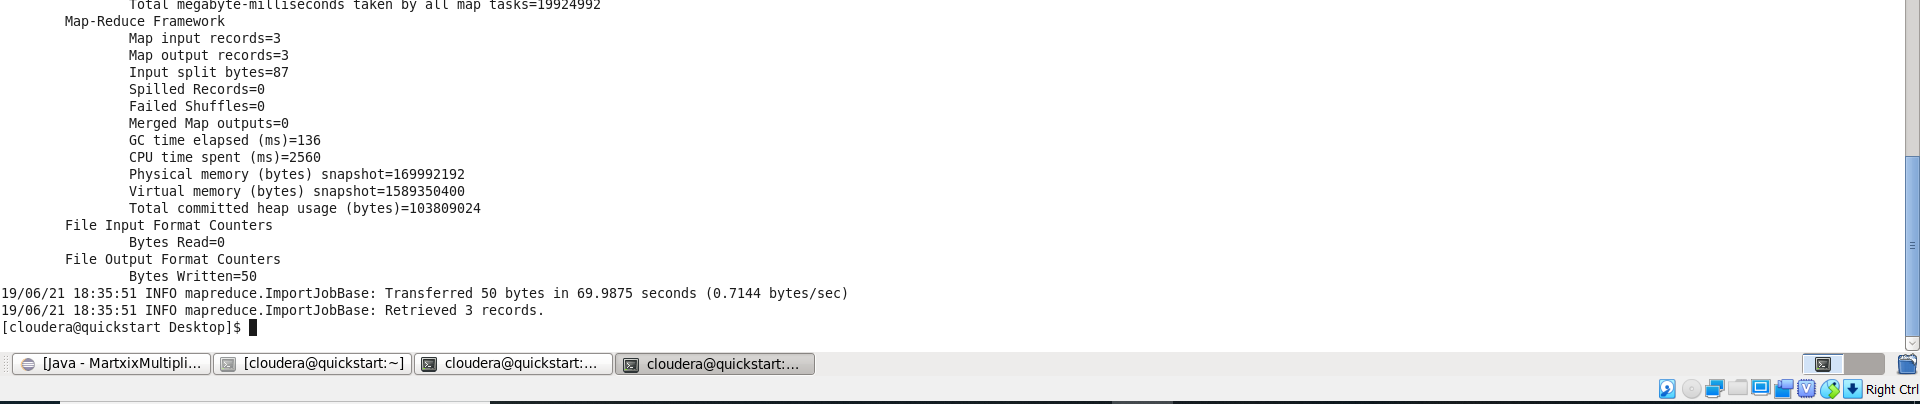 Total megabyte-milliseconds taken by all map tasks=19924992
Map-Reduce Framework
Map input records=3
Map output records=3
Input split bytes=87
Spilled Records=0
Failed Shuffles=0
Merged Map outputs=0
GC time elapsed (ms)=136
CPU time spent (ms)=2560
Physical memory (bytes) snapshot=169992192
Virtual memory (bytes) snapshot=1589350400
Total committed heap usage (bytes)=103809024
File Input Format Counters
Bytes Read=0
File Output Format Counters
Bytes Written=50
19/06/21 18:35:51 INFO mapreduce.ImportJobBase: Transferred 50 bytes in 69.9875 seconds (0.7144 bytes/sec)
19/06/21 18:35:51 INFO mapreduce.ImportJobBase: Retrieved 3 records.
[cloudera@quickstart Desktop]$
[Java - MartxixMultipli... [cloudera@quickstart:~] cloudera@quickstart:... cloudera@quickstart:...
Right Ctrl